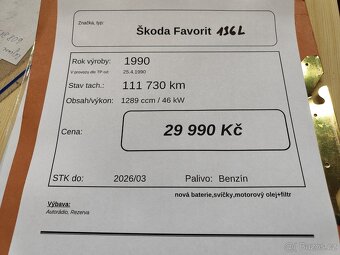 Značka, typ:
Škoda Favorit 136L
Rok výroby: 1990
V provozu dle TP od: 25.4.1990
Stav tach.: 111 730 km
Obsah/výkon: 1289 ccm / 46 kW
Cena: 29 990 Kč
STK do: 2026/03 Palivo: Benzín
nová baterie,svíčky,motorový olej+filtr
Výbava:
Autorádio, Rezerva